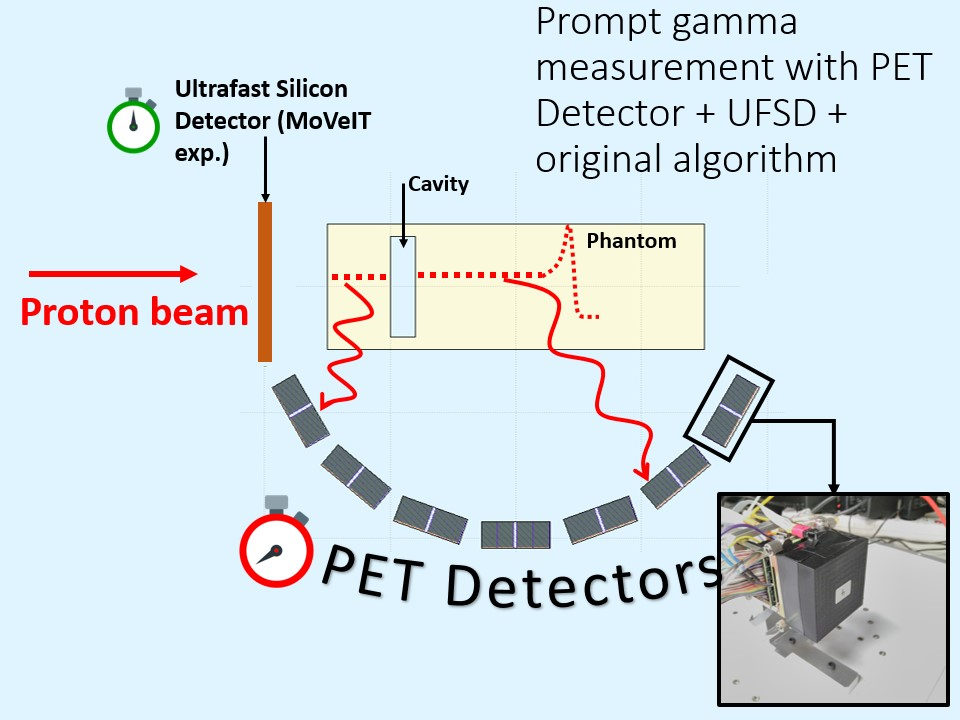 Prompt gamma
measurement with PET
Detector + UFSD +
original algorithm
Ultrafast Silicon
Detector (MoVeIT
exp.)
Cavity
Phantom
Proton beam
PET Detectors